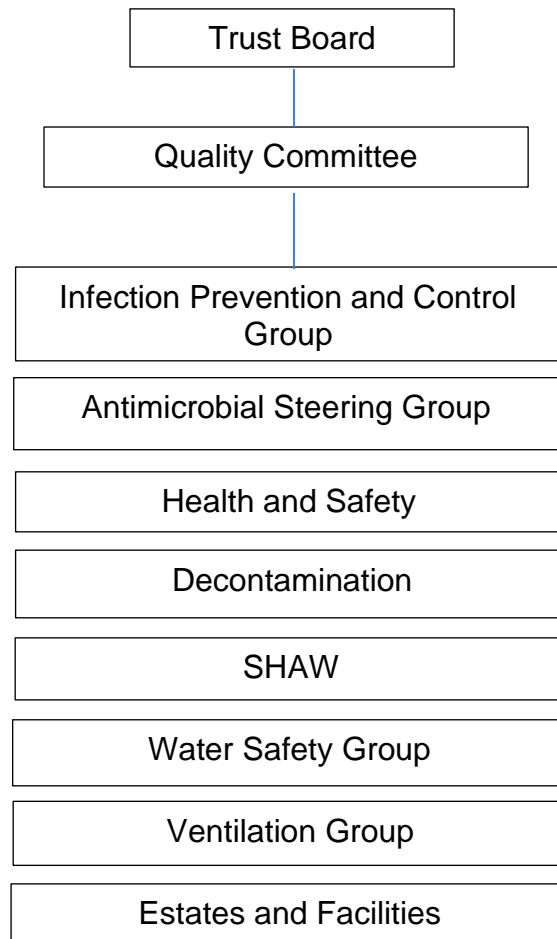 Trust Board
Quality Committee
Infection Prevention and Control
Group
Antimicrobial Steering Group
Health and Safety
Decontamination
SHAW
Water Safety Group
Ventilation Group
Estates and Facilities